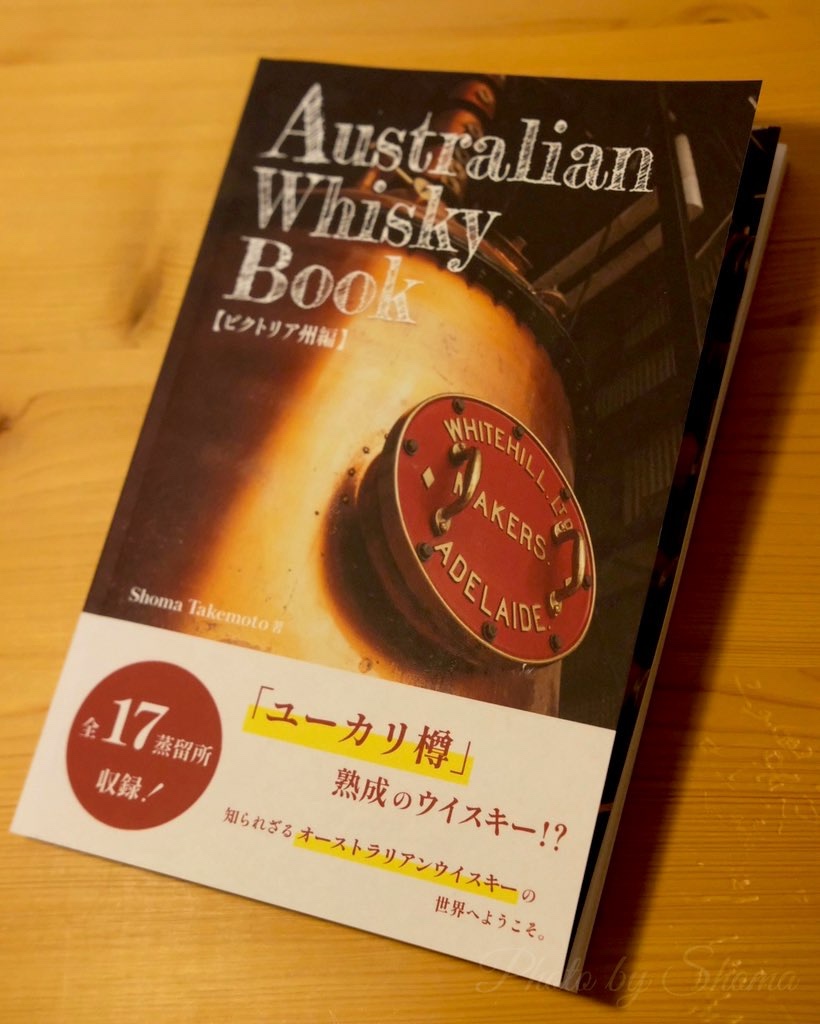 Australian
Whisky
Book
【ビクトリア州編】
WHITEHILL. LTD
MAKERS.
ADELAIDE.
Shoma Takemoto 著
全17蒸留所
収録!
「ユーカリ樽」
熟成のウイスキー!?
知られざるオーストラリアンウイスキーの
世界へようこそ。
Photo by Shoma